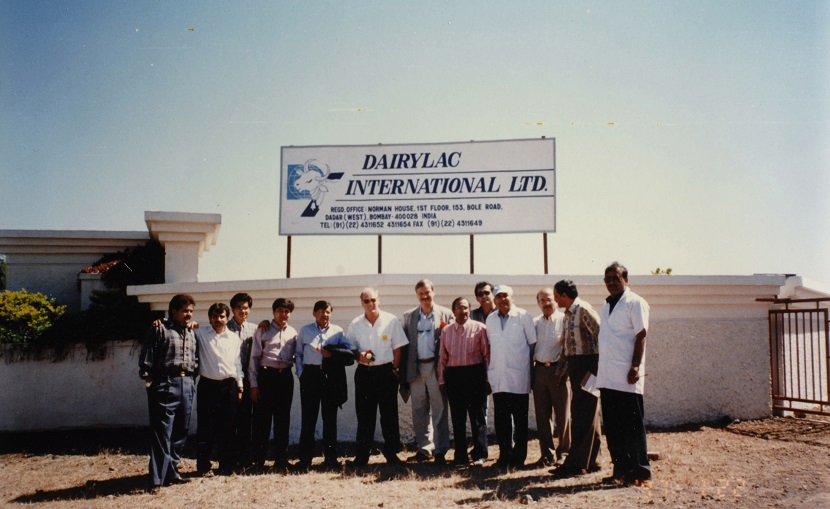 DAIRYLAC
INTERNATIONAL LTD.
REGD. OFFICE: NORMAN HOUSE, 1ST FLOOR, 153, BOLE ROAD,
DADAR (WEST), BOMBAY-400028 INDIA
TEL:(91)(22) 4311652 4311654 FAX (91)(22) 4311649